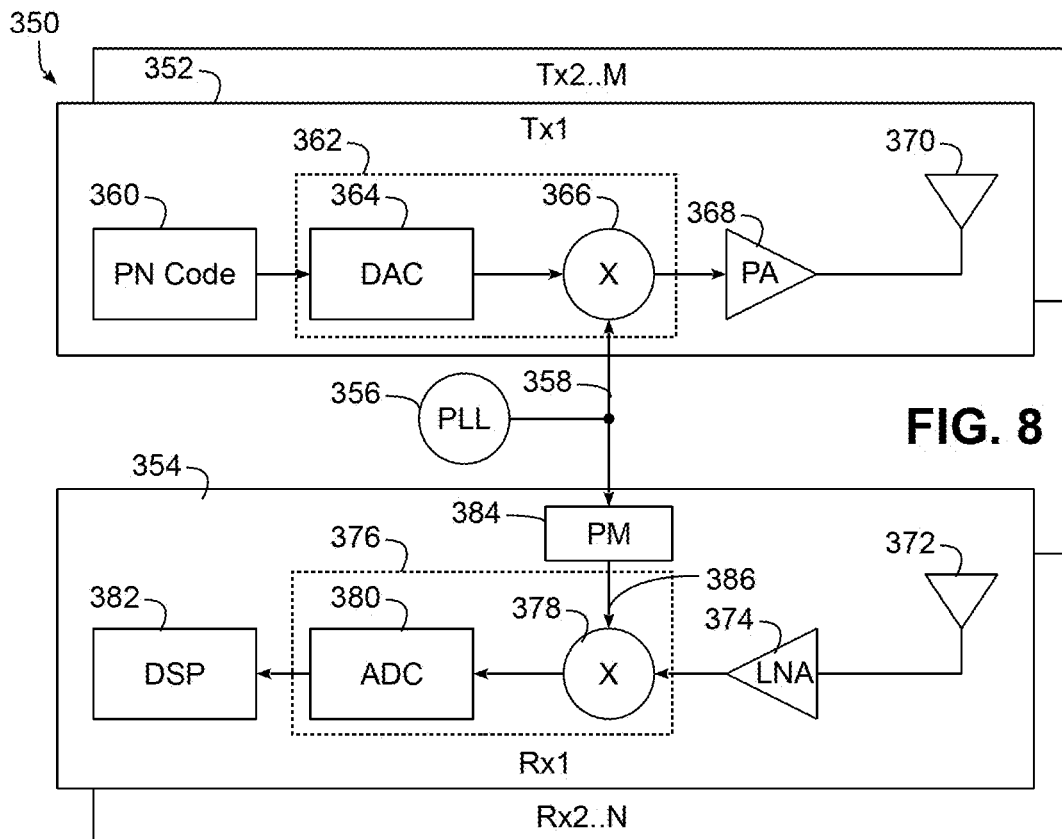 350
352
Tx2..M
Tx1
362
370
360
364
366
368
PN Code
DAC
X
PA
356
PLL
358
FIG. 8
354
384
PM
376
372
386
382
380
378
374
DSP
ADC
X
LNA
Rx1
Rx2..N